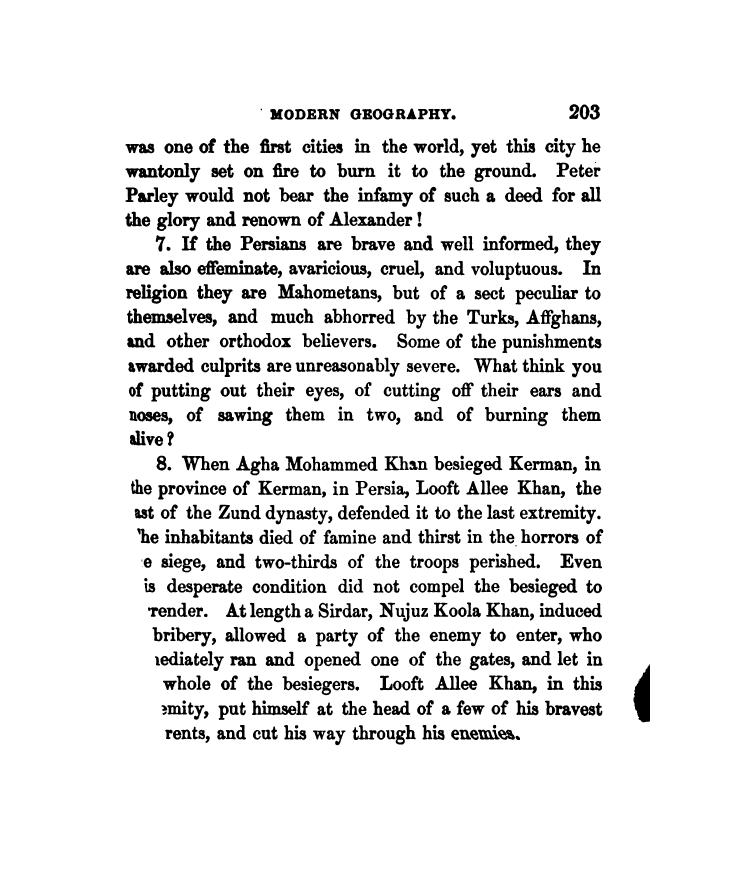 MODERN GEOGRAPHY. 203
was one of the first cities in the world, yet this city he
wantonly set on fire to burn it to the ground. Peter
Parley would not bear the infamy of such a deed for all
the glory and renown of Alexander !
7. If the Persians are brave and well informed, they
are also effeminate, avaricious, cruel, and voluptuous. In
religion they are Mahometans, but of a sect peculiar to
themselves, and much abhorred by the Turks, Affghans,
and other orthodox believers. Some of the punishments
awarded culprits are unreasonably severe. What think you
of putting out their eyes, of cutting off their ears and
noses, of sawing them in two, and of burning them
alive ?
8. When Agha Mohammed Khan besieged Kerman, in
the province of Kerman, in Persia, Looft Allee Khan, the
ast of the Zund dynasty, defended it to the last extremity.
he inhabitants died of famine and thirst in the horrors of
e siege, and two-thirds of the troops perished. Even
is desperate condition did not compel the besieged to
render. At length a Sirdar, Nujuz Koola Khan, induced
bribery, allowed a party of the enemy to enter, who
ediately ran and opened one of the gates, and let in
whole of the besiegers. Looft Allee Khan, in this
emity, put himself at the head of a few of his bravest
rents, and cut his way through his enemies.